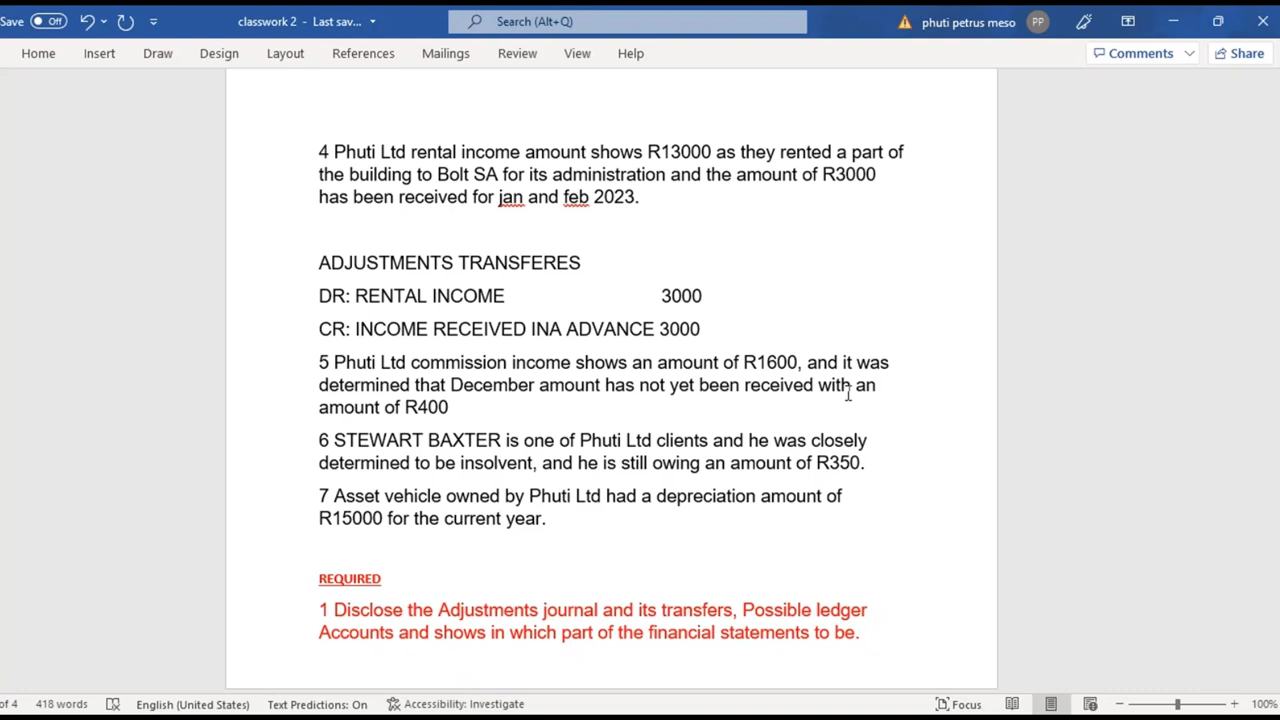 Save Off classwork 2 - Last sav... Search (Alt+Q) phuti petrus meso PP
Home Insert Draw Design Layout References Mailings Review View Help Comments Share
4 Phuti Ltd rental income amount shows R13000 as they rented a part of
the building to Bolt SA for its administration and the amount of R3000
has been received for jan and feb 2023.
ADJUSTMENTS TRANSFERES
DR: RENTAL INCOME 3000
CR: INCOME RECEIVED INA ADVANCE 3000
5 Phuti Ltd commission income shows an amount of R1600, and it was
determined that December amount has not yet been received with an
amount of R400
6 STEWART BAXTER is one of Phuti Ltd clients and he was closely
determined to be insolvent, and he is still owing an amount of R350.
7 Asset vehicle owned by Phuti Ltd had a depreciation amount of
R15000 for the current year.
REQUIRED
1 Disclose the Adjustments journal and its transfers, Possible ledger
Accounts and shows in which part of the financial statements to be.
of 4 418 words English (United States) Text Predictions: On Accessibility: Investigate Focus 100%